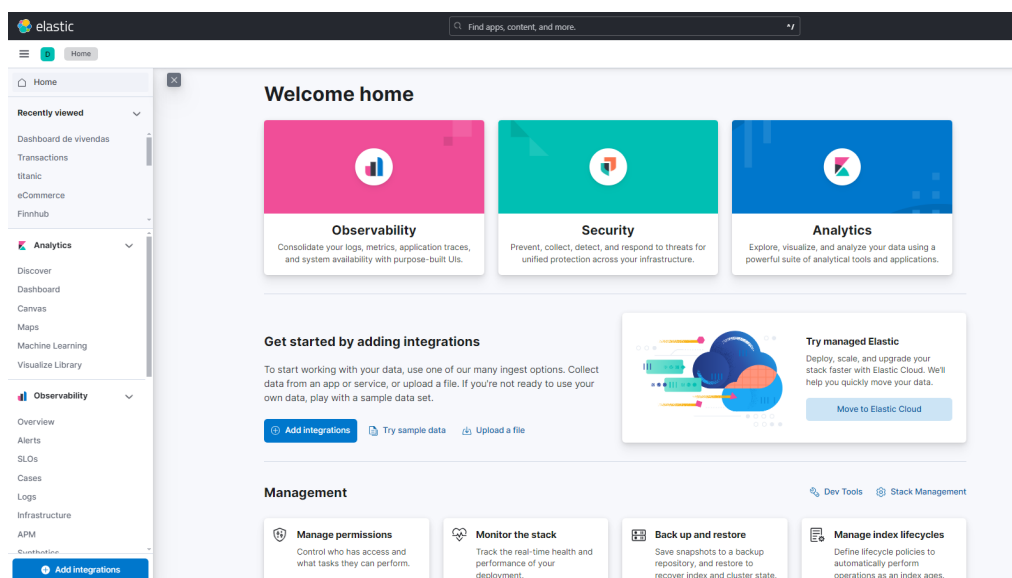 elastic
Find apps, content, and more.
^/
D
Home
Home
Recently viewed
Dashboard de vivendas
Transactions
titanic
eCommerce
Finnhub
Analytics
Discover
Dashboard
Canvas
Maps
Machine Learning
Visualize Library
Observability
Overview
Alerts
SLOs
Cases
Logs
Infrastructure
APM
Synthetics
Add integrations
Welcome home
Observability
Consolidate your logs, metrics, application traces,
and system availability with purpose-built UIs.
Security
Prevent, collect, detect, and respond to threats for
unified protection across your infrastructure.
Analytics
Explore, visualize, and analyze your data using a
powerful suite of analytical tools and applications.
Get started by adding integrations
To start working with your data, use one of our many ingest options. Collect
data from an app or service, or upload a file. If you're not ready to use your
own data, play with a sample data set.
Add integrations
Try sample data
Upload a file
Try managed Elastic
Deploy, scale, and upgrade your
stack faster with Elastic Cloud. We'll
help you quickly move your data.
Move to Elastic Cloud
Management
Dev Tools
Stack Management
Manage permissions
Control who has access and
what tasks they can perform.
Monitor the stack
Track the real-time health and
performance of your
deployment.
Back up and restore
Save snapshots to a backup
repository, and restore to
recover index and cluster state.
Manage index lifecycles
Define lifecycle policies to
automatically perform
operations as an index ages.